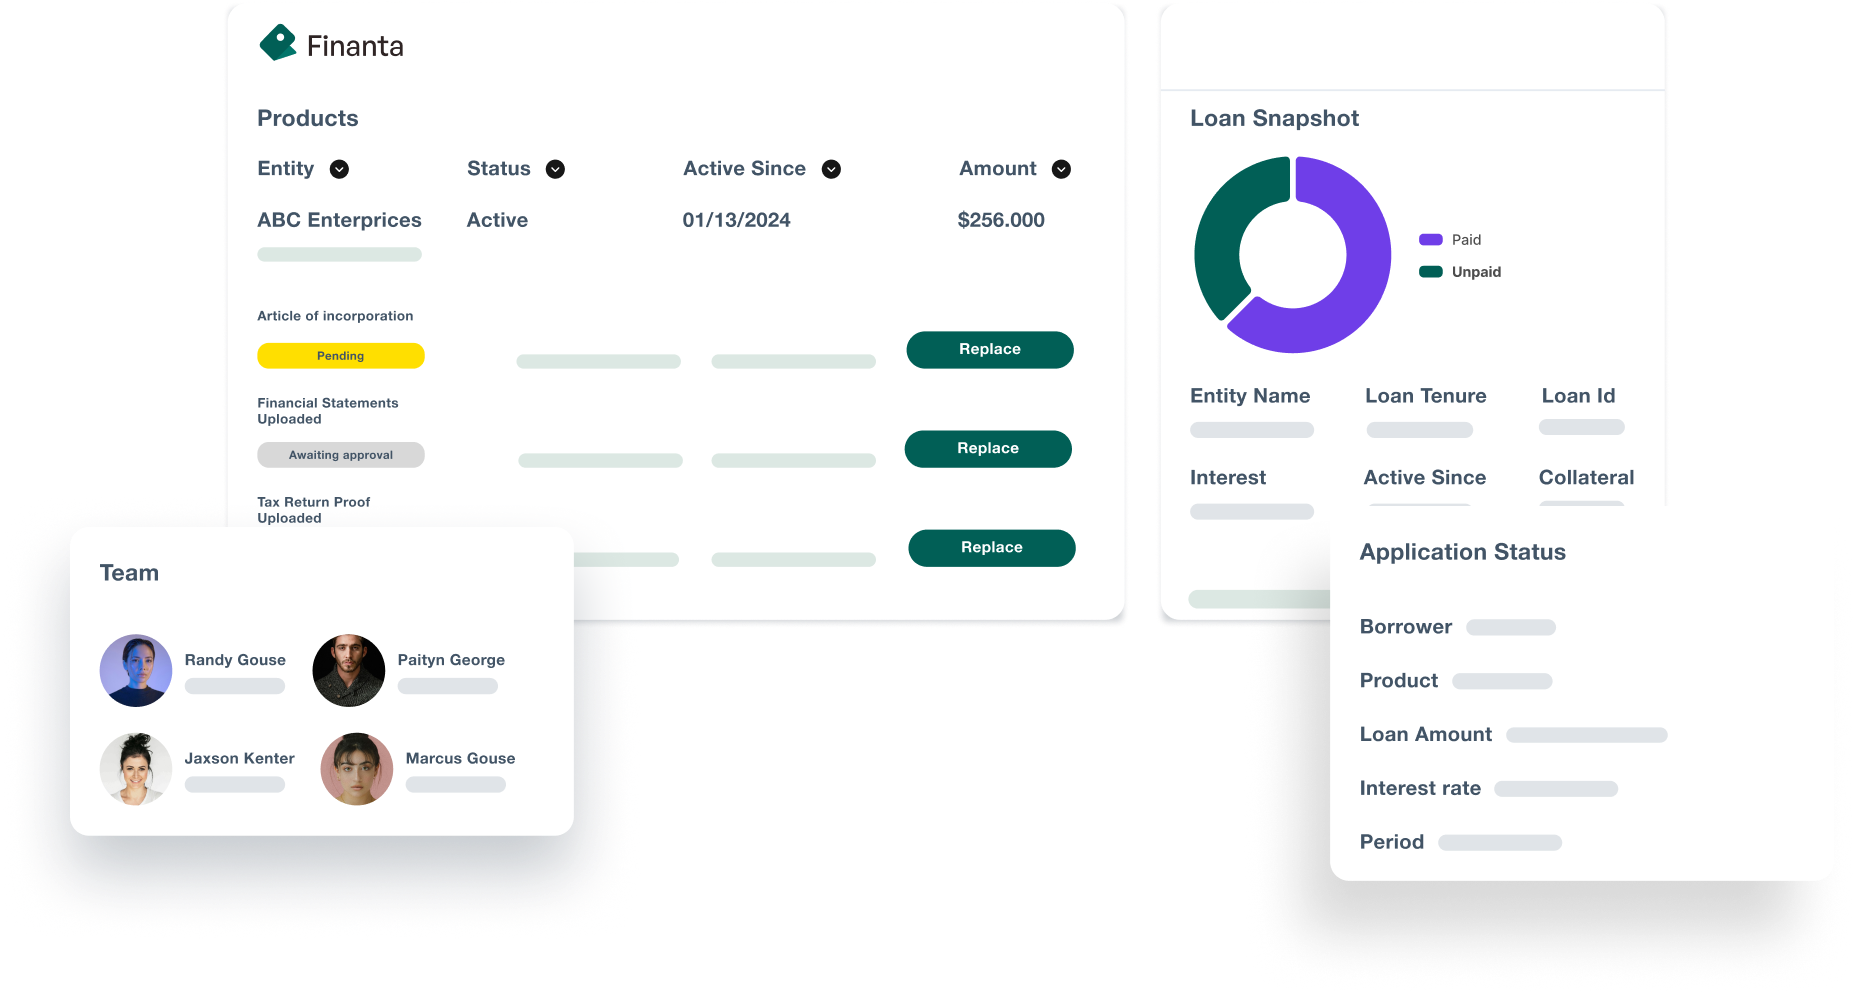 Finanta
Products
Entity Status Active Since Amount
ABC Enterprices Active 01/13/2024 $256.000
Article of incorporation
Pending
Replace
Financial Statements
Uploaded
Awaiting approval
Replace
Tax Return Proof
Uploaded
Replace
Loan Snapshot
Paid
Unpaid
Entity Name Loan Tenure Loan Id
Interest Active Since Collateral
Team
Randy Gouse Paityn George
Jaxson Kenter Marcus Gouse
Application Status
Borrower
Product
Loan Amount
Interest rate
Period